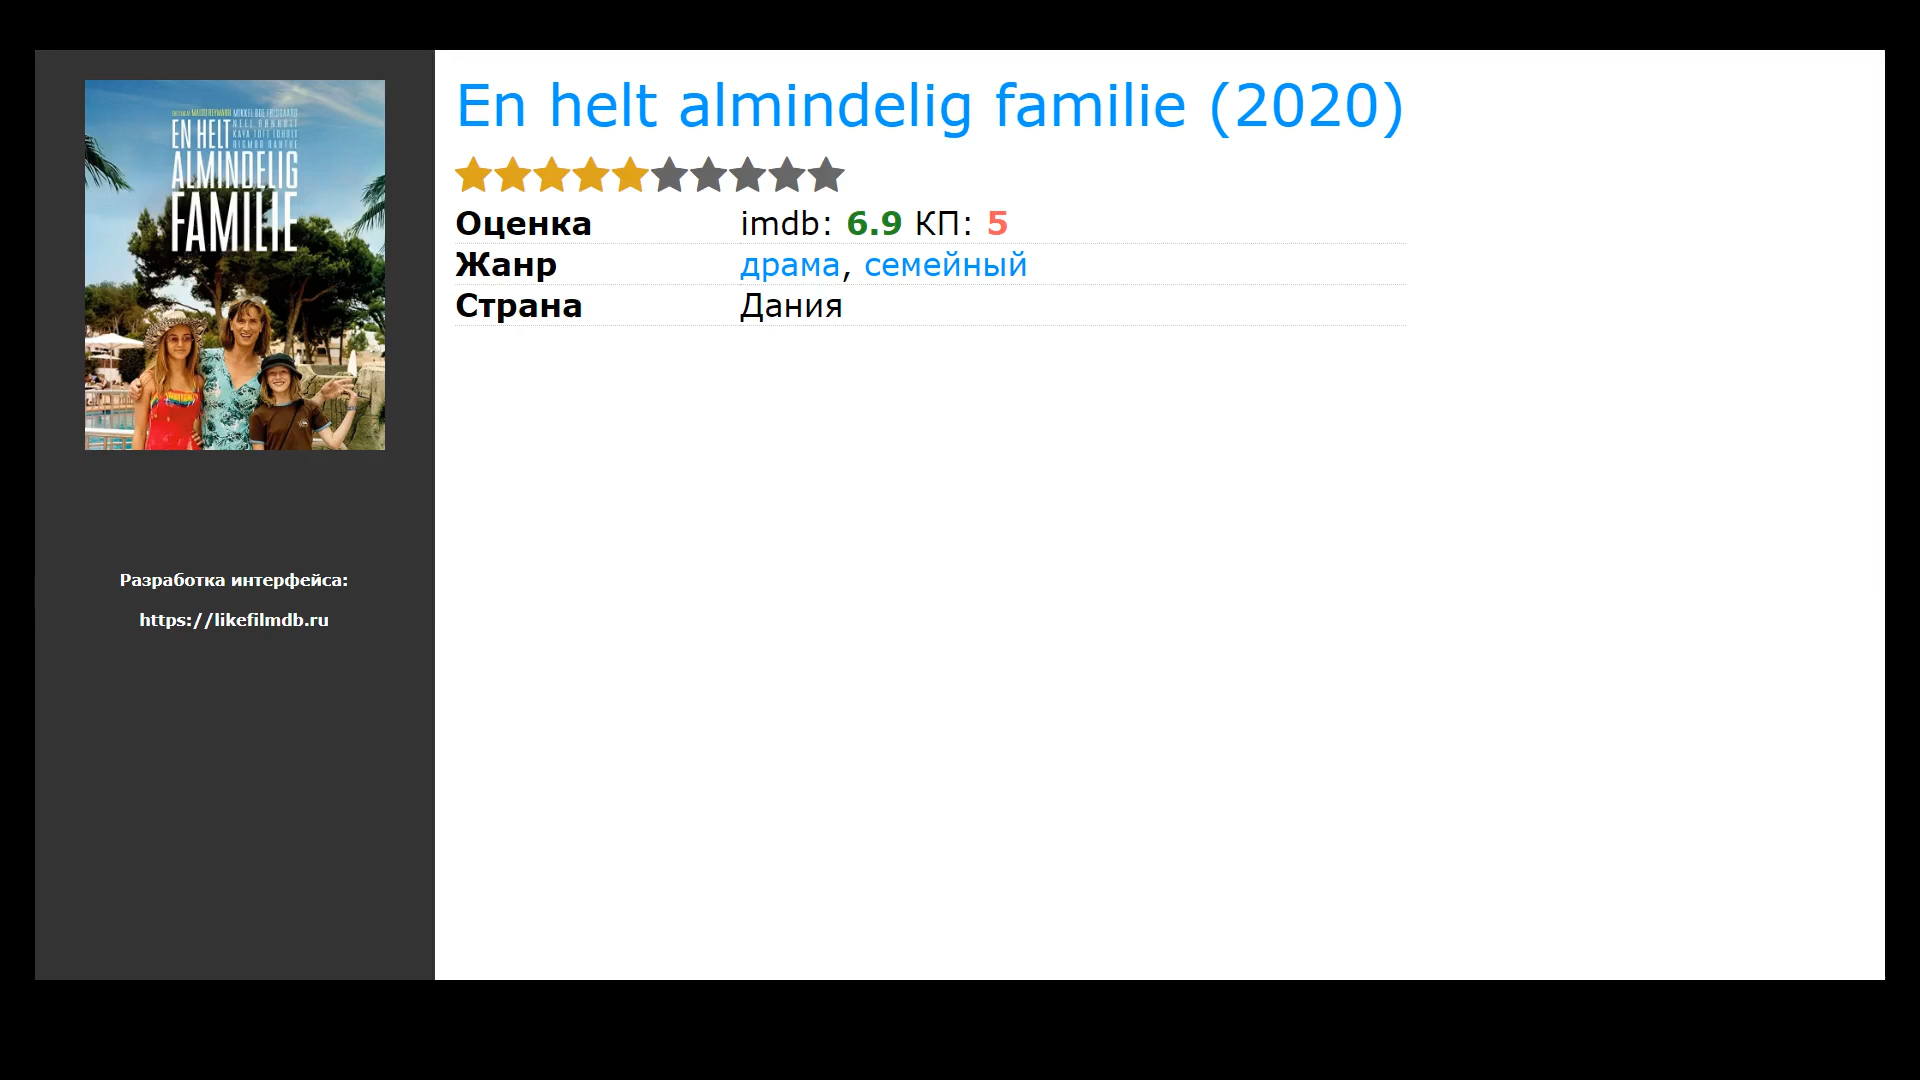 En helt almindelig familie (2020)
Оценка imdb: 6.9 КП: 5
Жанр драма, семейный
Страна Дания
EN HELT
ALMINDELIG
FAMILIE
Разработка интерфейса:
https://likefilmdb.ru